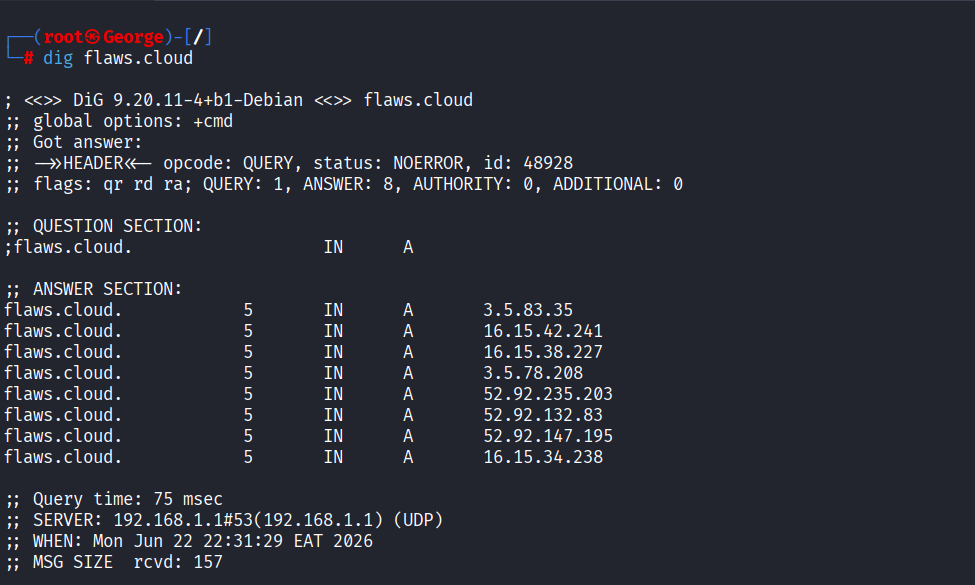 ┌──(root㉿George)-[/]
└─# dig flaws.cloud
; <<>> DiG 9.20.11-4+b1-Debian <<>> flaws.cloud
;; global options: +cmd
;; Got answer:
;; ->>HEADER<<- opcode: QUERY, status: NOERROR, id: 48928
;; flags: qr rd ra; QUERY: 1, ANSWER: 8, AUTHORITY: 0, ADDITIONAL: 0
;; QUESTION SECTION:
;flaws.cloud. IN A
;; ANSWER SECTION:
flaws.cloud. 5 IN A 3.5.83.35
flaws.cloud. 5 IN A 16.15.42.241
flaws.cloud. 5 IN A 16.15.38.227
flaws.cloud. 5 IN A 3.5.78.208
flaws.cloud. 5 IN A 52.92.235.203
flaws.cloud. 5 IN A 52.92.132.83
flaws.cloud. 5 IN A 52.92.147.195
flaws.cloud. 5 IN A 16.15.34.238
;; Query time: 75 msec
;; SERVER: 192.168.1.1#53(192.168.1.1) (UDP)
;; WHEN: Mon Jun 22 22:31:29 EAT 2026
;; MSG SIZE rcvd: 157